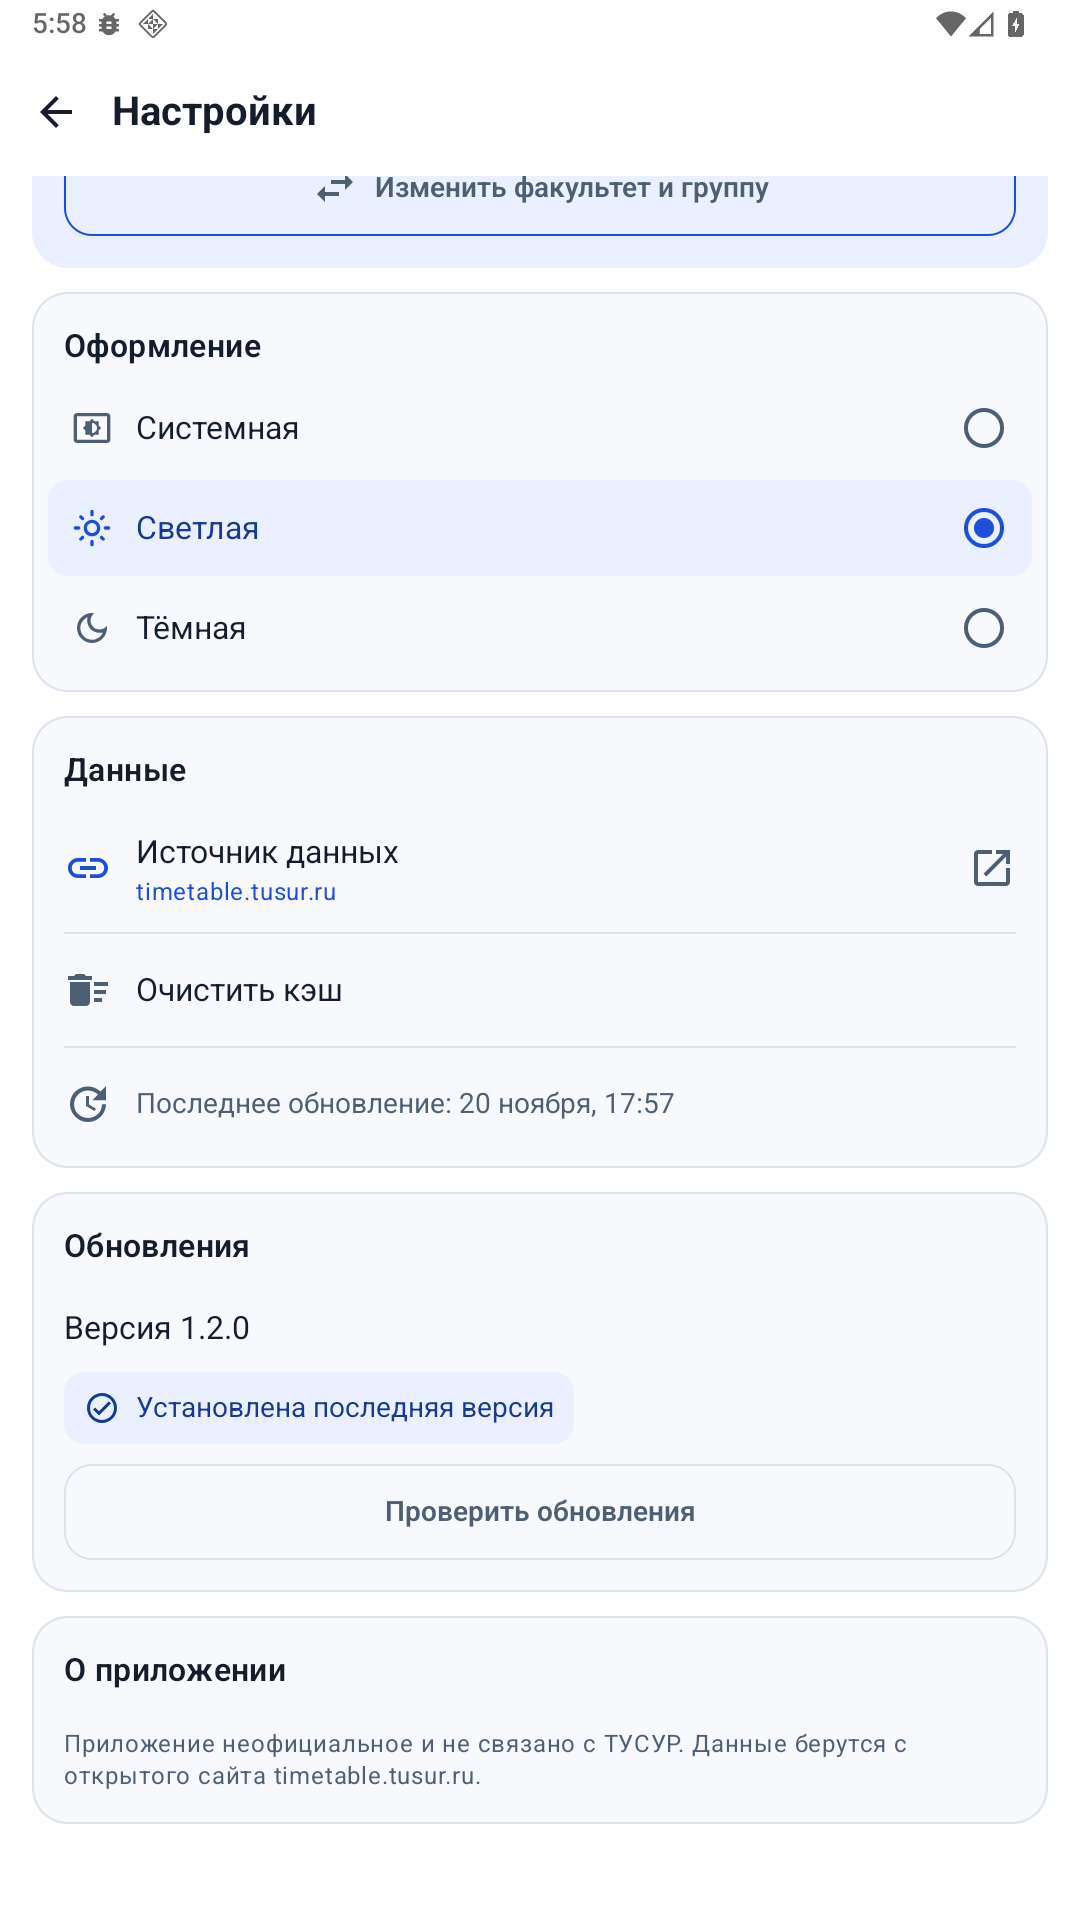 5:58
Настройки
Изменить факультет и группу
Оформление
Системная
Светлая
Тёмная
Данные
Источник данных
timetable.tusur.ru
Очистить кэш
Последнее обновление: 20 ноября, 17:57
Обновления
Версия 1.2.0
Установлена последняя версия
Проверить обновления
О приложении
Приложение неофициальное и не связано с ТУСУР. Данные берутся с
открытого сайта timetable.tusur.ru.